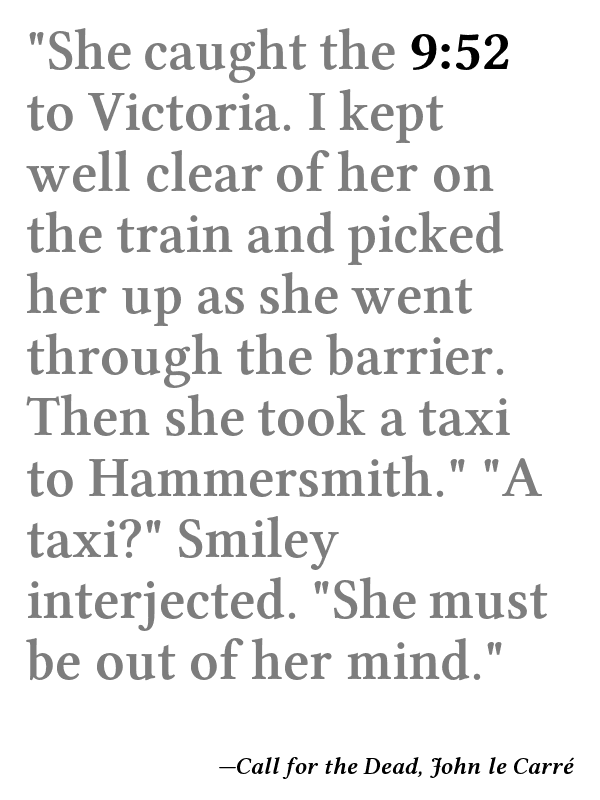 "She caught the 9:52
to Victoria. I kept
well clear of her on
the train and picked
her up as she went
through the barrier.
Then she took a taxi
to Hammersmith." "A
taxi?" Smiley
interjected. "She must
be out of her mind."
—Call for the Dead, John le Carré